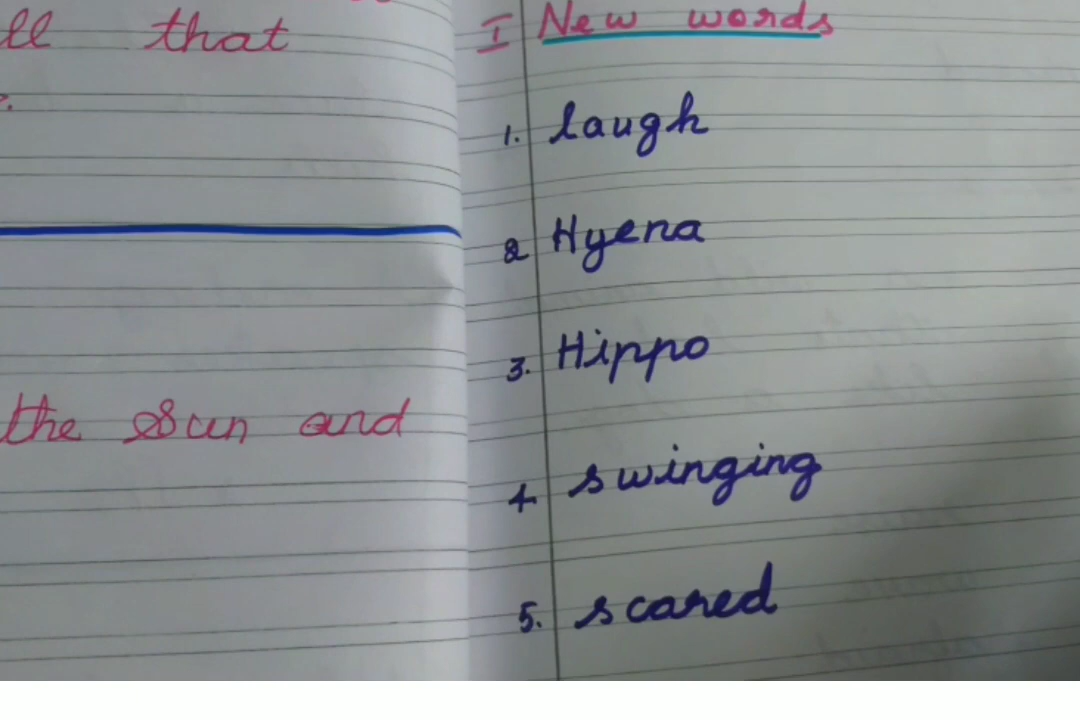 ll that
the Sun and
I New words
1. laugh
2 Hyena
3. Hippo
4. swinging
5. scared